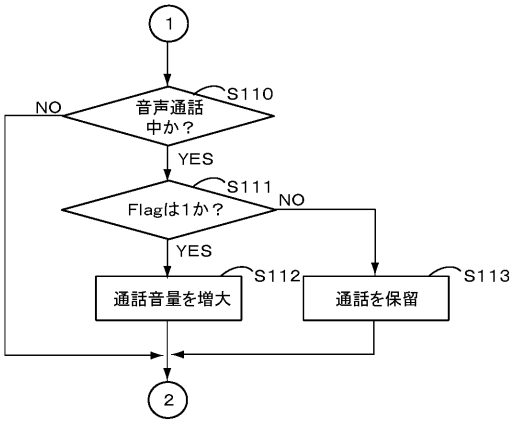 1
S110
NO
音声通話
中か？
YES
S111
NO
Flagは1か？
YES
S112
S113
通話音量を増大
通話を保留
2